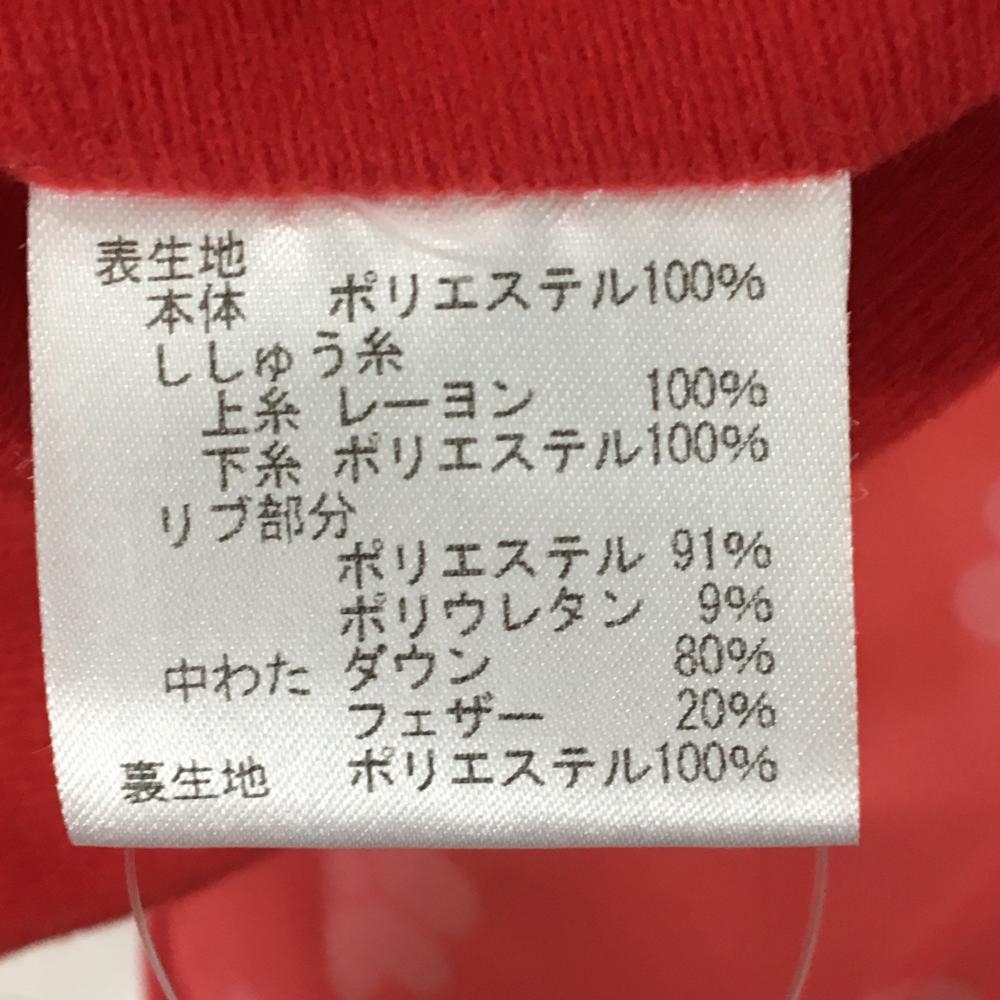 表生地
本体 ポリエステル100%
ししゅう糸
上糸 レーヨン 100%
下糸 ポリエステル100%
リブ部分
ポリエステル 91%
ポリウレタン 9%
中わた ダウン 80%
フェザー 20%
裏生地 ポリエステル100%